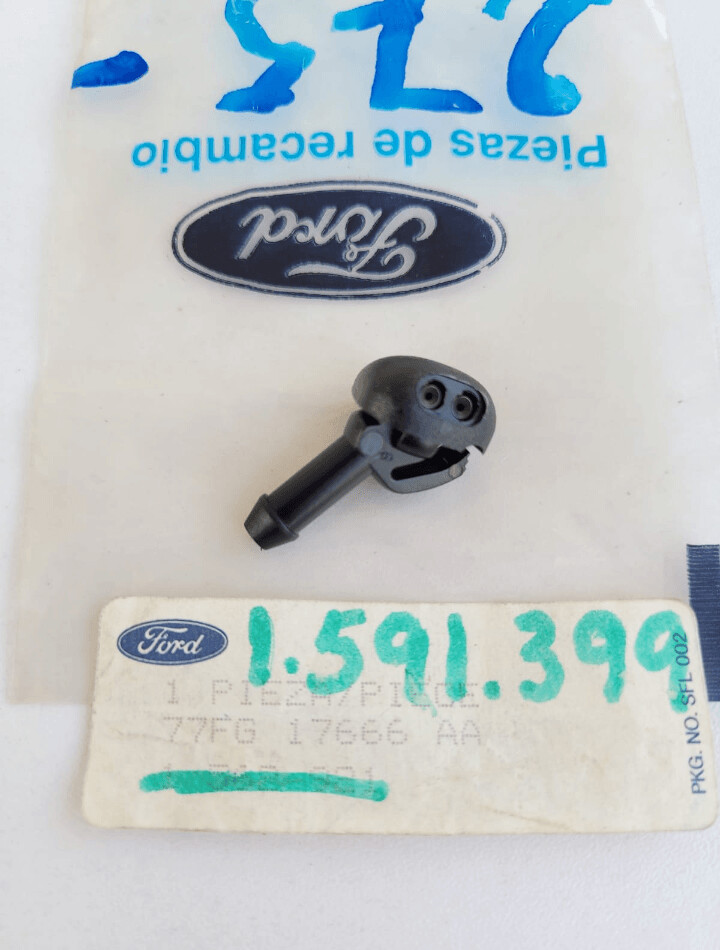 275 -
Piezas de recambio
Ford
Ford
1.591.399
1 PIEZA/PIECE
77FG 17666 AA
PKG. NO. SFL 002